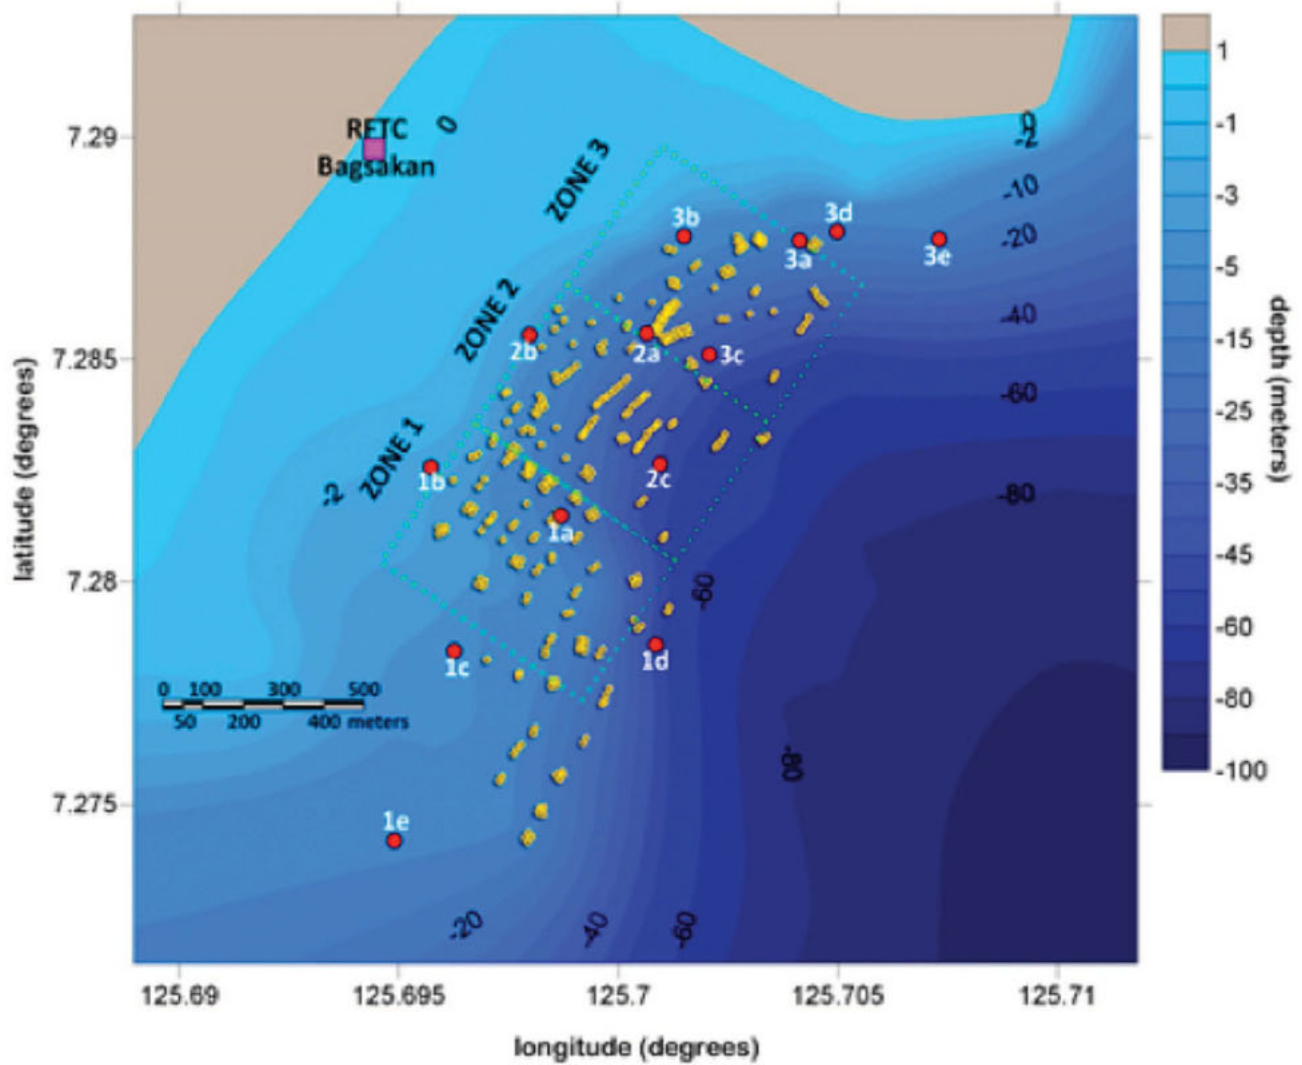 7.29
7.285
7.28
7.275
latitude (degrees)
125.69
125.695
125.7
125.705
125.71
longitude (degrees)
RFTC
Bagsakan
0
ZONE 3
ZONE 2
ZONE 1
-2
0
-2
-10
-20
-40
-60
-80
3b
3d
3a
3e
2b
2a
3c
1b
2c
1a
1c
1d
1e
-60
-80
-20
-40
-60
0 100 300 500
50 200 400 meters
1
-1
-3
-5
-15
-25
-35
-45
-60
-80
-100
depth (meters)